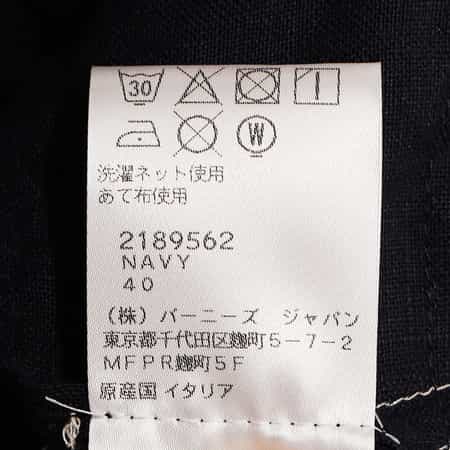 30
W
洗濯ネット使用
あて布使用
2189562
NAVY
40
(株) バーニーズ ジャパン
東京都千代田区麹町5-7-2
MFPR麹町5F
原産国 イタリア